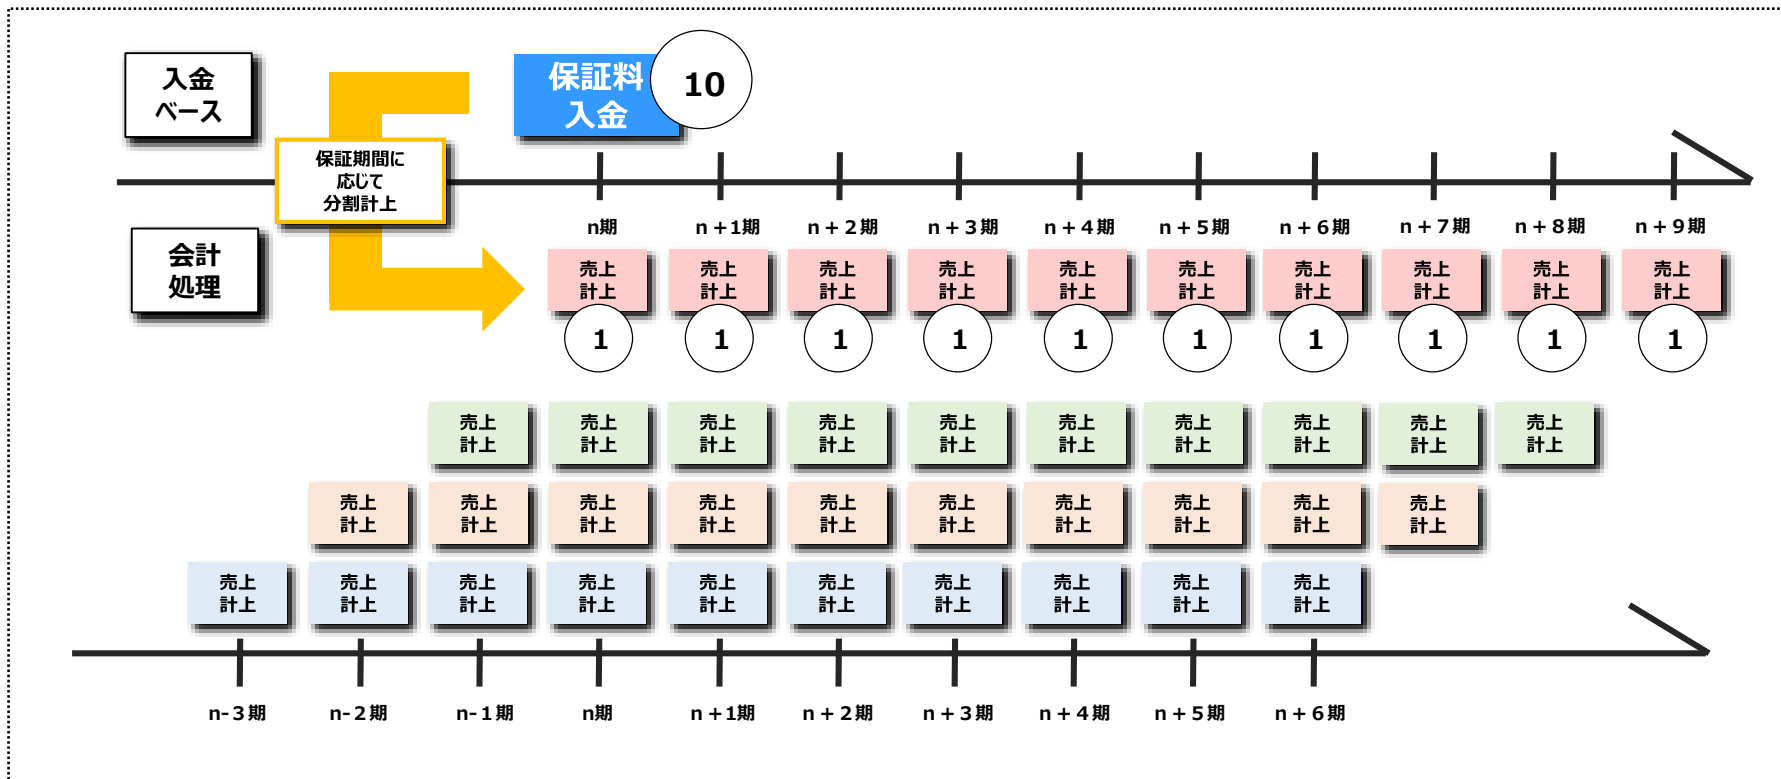 入金
ベース
保証料
入金
10
保証期間に
応じて
分割計上
n期
n+1期
n+2期
n+3期
n+4期
n+5期
n+6期
n+7期
n+8期
n+9期
会計
処理
売上
計上
1
売上
計上
1
売上
計上
1
売上
計上
1
売上
計上
1
売上
計上
1
売上
計上
1
売上
計上
1
売上
計上
1
売上
計上
1
売上
計上
売上
計上
売上
計上
売上
計上
売上
計上
売上
計上
売上
計上
売上
計上
売上
計上
売上
計上
売上
計上
売上
計上
売上
計上
売上
計上
売上
計上
売上
計上
売上
計上
売上
計上
売上
計上
売上
計上
売上
計上
売上
計上
売上
計上
売上
計上
売上
計上
売上
計上
売上
計上
売上
計上
売上
計上
売上
計上
n-3期
n-2期
n-1期
n期
n+1期
n+2期
n+3期
n+4期
n+5期
n+6期